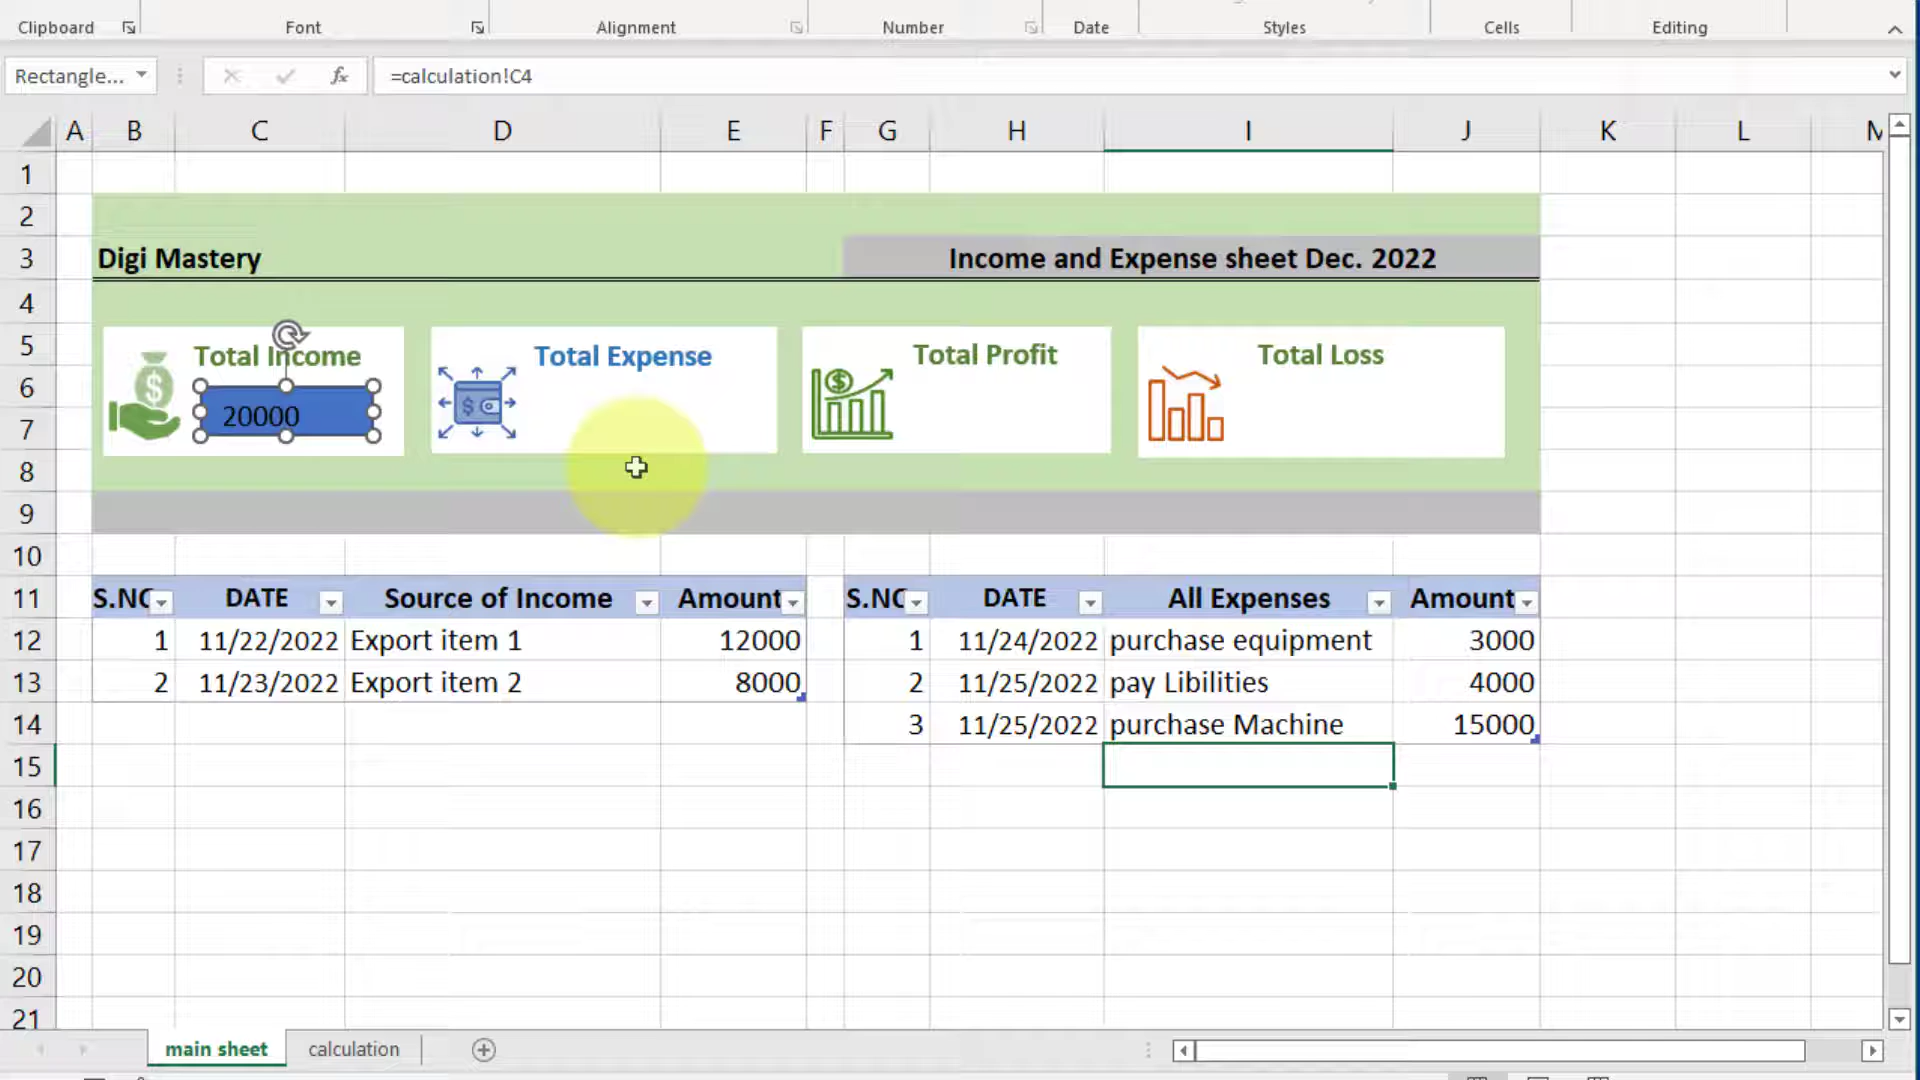 Clipboard Font Alignment Number Date Styles Cells Editing
Rectangle... fx =calculation!C4
A B C D E F G H I J K L M
1
2
3 Digi Mastery Income and Expense sheet Dec. 2022
4
5 Total Income Total Expense Total Profit Total Loss
6
7 20000
8
9
10
11 S.NO DATE Source of Income Amount S.NO DATE All Expenses Amount
12 1 11/22/2022 Export item 1 12000 1 11/24/2022 purchase equipment 3000
13 2 11/23/2022 Export item 2 8000 2 11/25/2022 pay Libilities 4000
14 3 11/25/2022 purchase Machine 15000
15
16
17
18
19
20
21
main sheet calculation